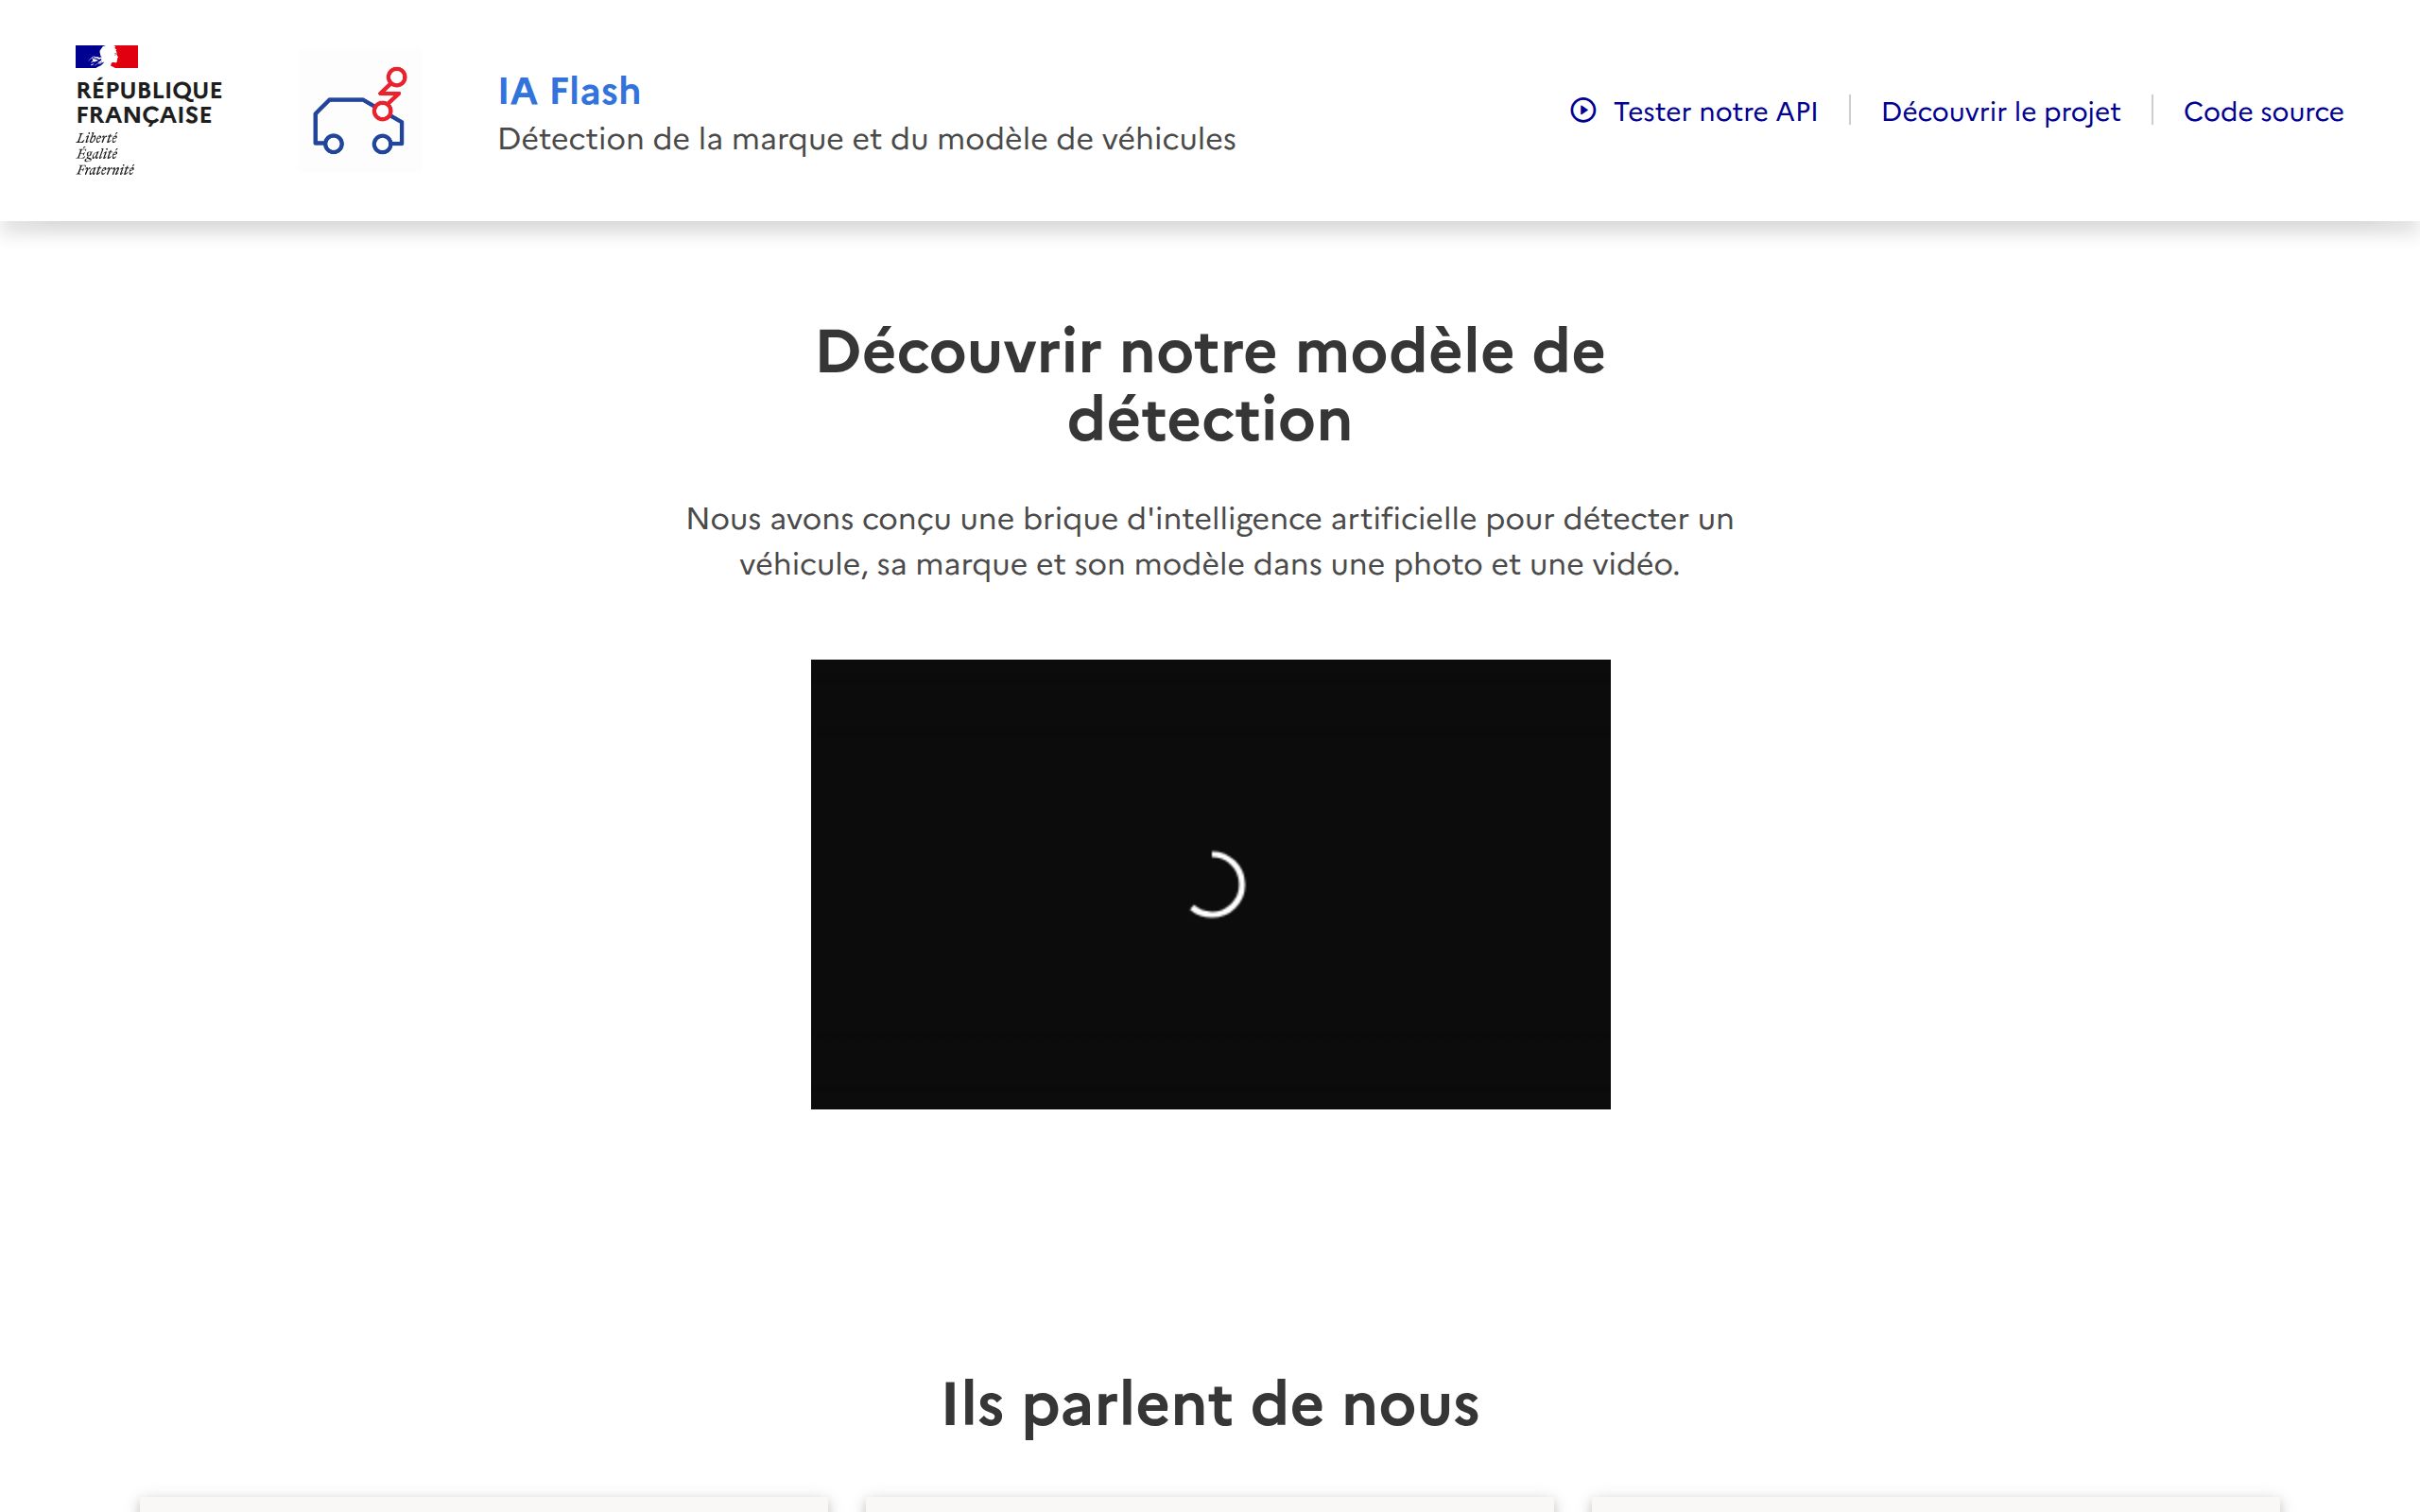 RÉPUBLIQUE
FRANÇAISE
Liberté
Égalité
Fraternité
IA Flash
Détection de la marque et du modèle de véhicules
Tester notre API
Découvrir le projet
Code source
Découvrir notre modèle de
détection
Nous avons conçu une brique d'intelligence artificielle pour détecter un
véhicule, sa marque et son modèle dans une photo et une vidéo.
Ils parlent de nous